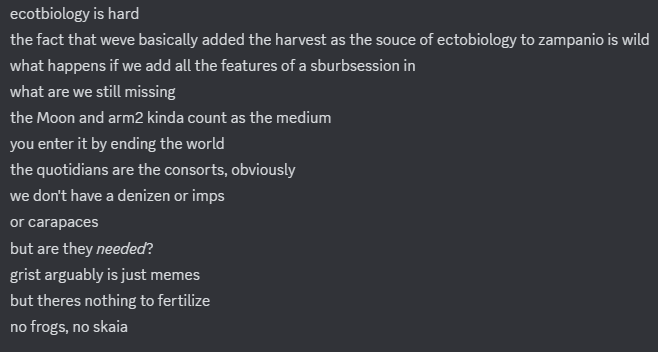 ecotbiology is hard
the fact that weve basically added the harvest as the souce of ectobiology to zampanio is wild
what happens if we add all the features of a sburbsession in
what are we still missing
the Moon and arm2 kinda count as the medium
you enter it by ending the world
the quotidians are the consorts, obviously
we don't have a denizen or imps
or carapaces
but are they needed?
grist arguably is just memes
but theres nothing to fertilize
no frogs, no skaia